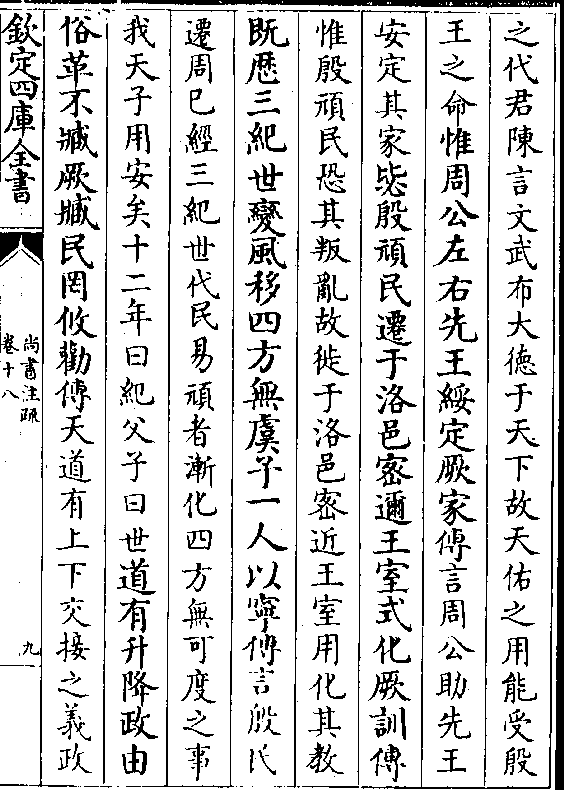 之代君陳言文武布大德于天下故天佑之用能受殷
王之命惟周公左右先王綏定厥家傳言周公助先王
安定其家毖殷頑民遷于洛邑密邇王室式化厥訓傳
惟殷頑民恐其叛亂故徙于洛邑密近王室用化其教
既歴三紀世變風移四方無虞予一人以寧傳言殷民
遷周已經三紀世代民易頑者漸化四方無可度之事
我天子用安矣十二年曰紀父子曰世道有升降政由
俗革不臧厥臧民罔攸勸傳天道有上下交接之義政
欽定四庫全書
尚書注疏
卷十八
九